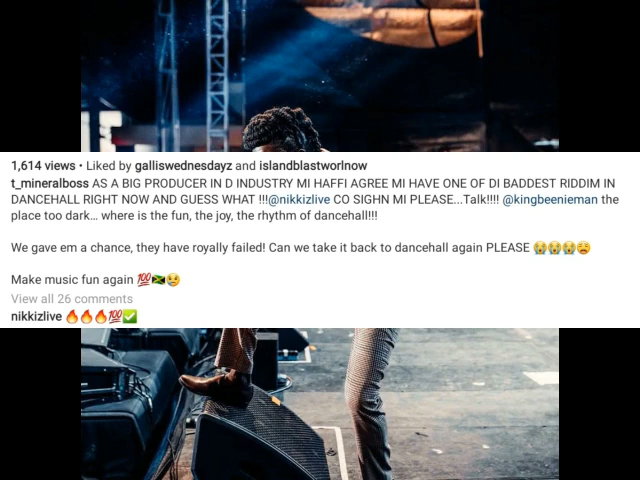 1,614 views • Liked by galliswednesdayz and islandblastworlnow
t_mineralboss AS A BIG PRODUCER IN D INDUSTRY MI HAFFI AGREE MI HAVE ONE OF DI BADDEST RIDDIM IN
DANCEHALL RIGHT NOW AND GUESS WHAT !!!@nikkizlive CO SIGHN MI PLEASE...Talk!!!! @kingbeenieman the
place too dark... where is the fun, the joy, the rhythm of dancehall!!!
We gave em a chance, they have royally failed! Can we take it back to dancehall again PLEASE 😭😭😭😩
Make music fun again 💯🇯🇲😢
View all 26 comments
nikkizlive 🔥🔥🔥💯✅